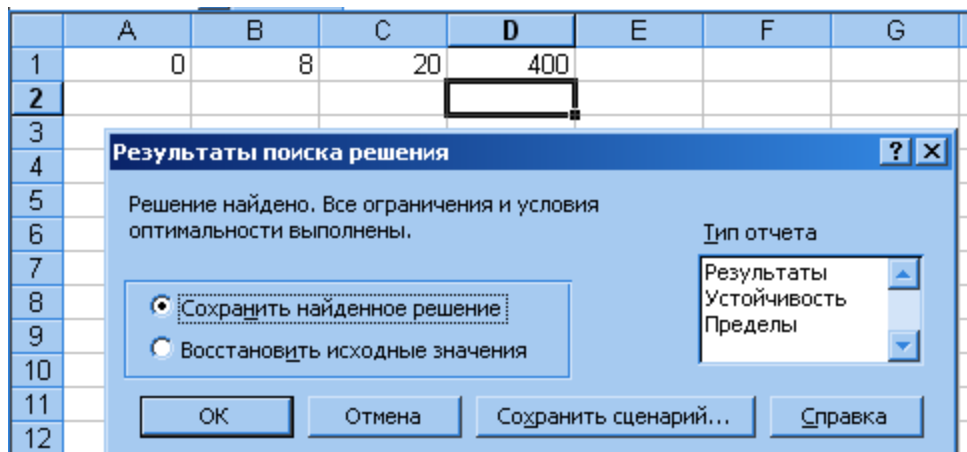 A B C D E F G
1 0 8 20 400
2
3
Результаты поиска решения ? X
4
5
Решение найдено. Все ограничения и условия
6
оптимальности выполнены.
Тип отчета
7
Результаты
8
Сохранить найденное решение
Устойчивость
9
Пределы
Восстановить исходные значения
10
11
ОК Отмена Сохранить сценарий... Справка
12